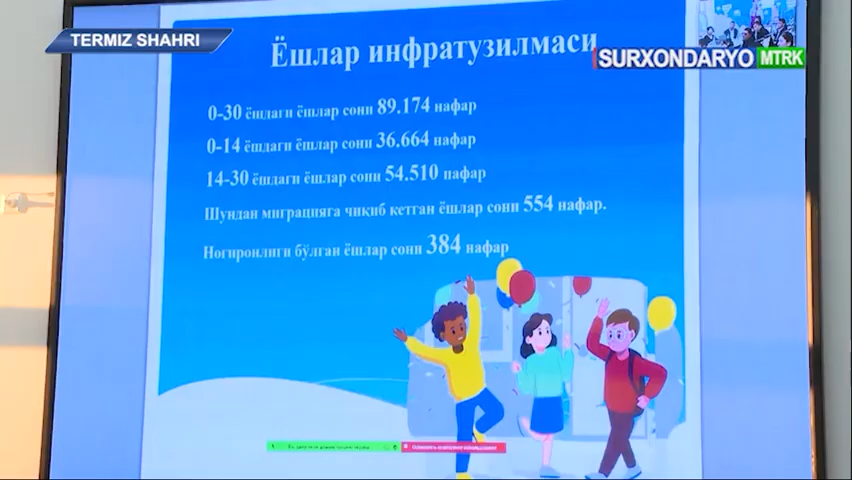 TERMIZ SHAHRI
SURXONDARYO MTRK
Ёшлар инфратузилмаси
0-30 ёшдаги ёшлар сони 89.174 нафар
0-14 ёшдаги ёшлар сони 36.664 нафар
14-30 ёшдаги ёшлар сони 54.510 нафар
Шундан миграцияга чиқиб кетган ёшлар сони 554 нафар.
Ногиронлиги бўлган ёшлар сони 384 нафар